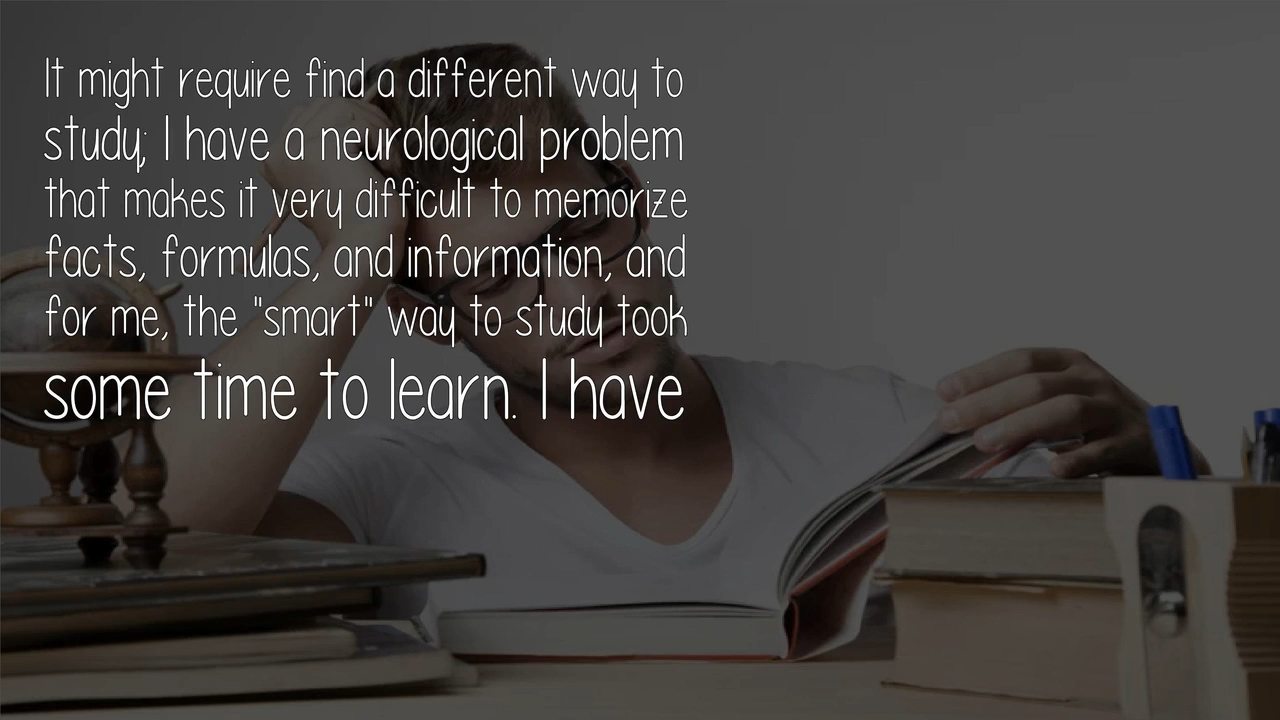 It might require find a different way to
study; I have a neurological problem
that makes it very difficult to memorize
facts, formulas, and information, and
for me, the "smart" way to study took
some time to learn. I have